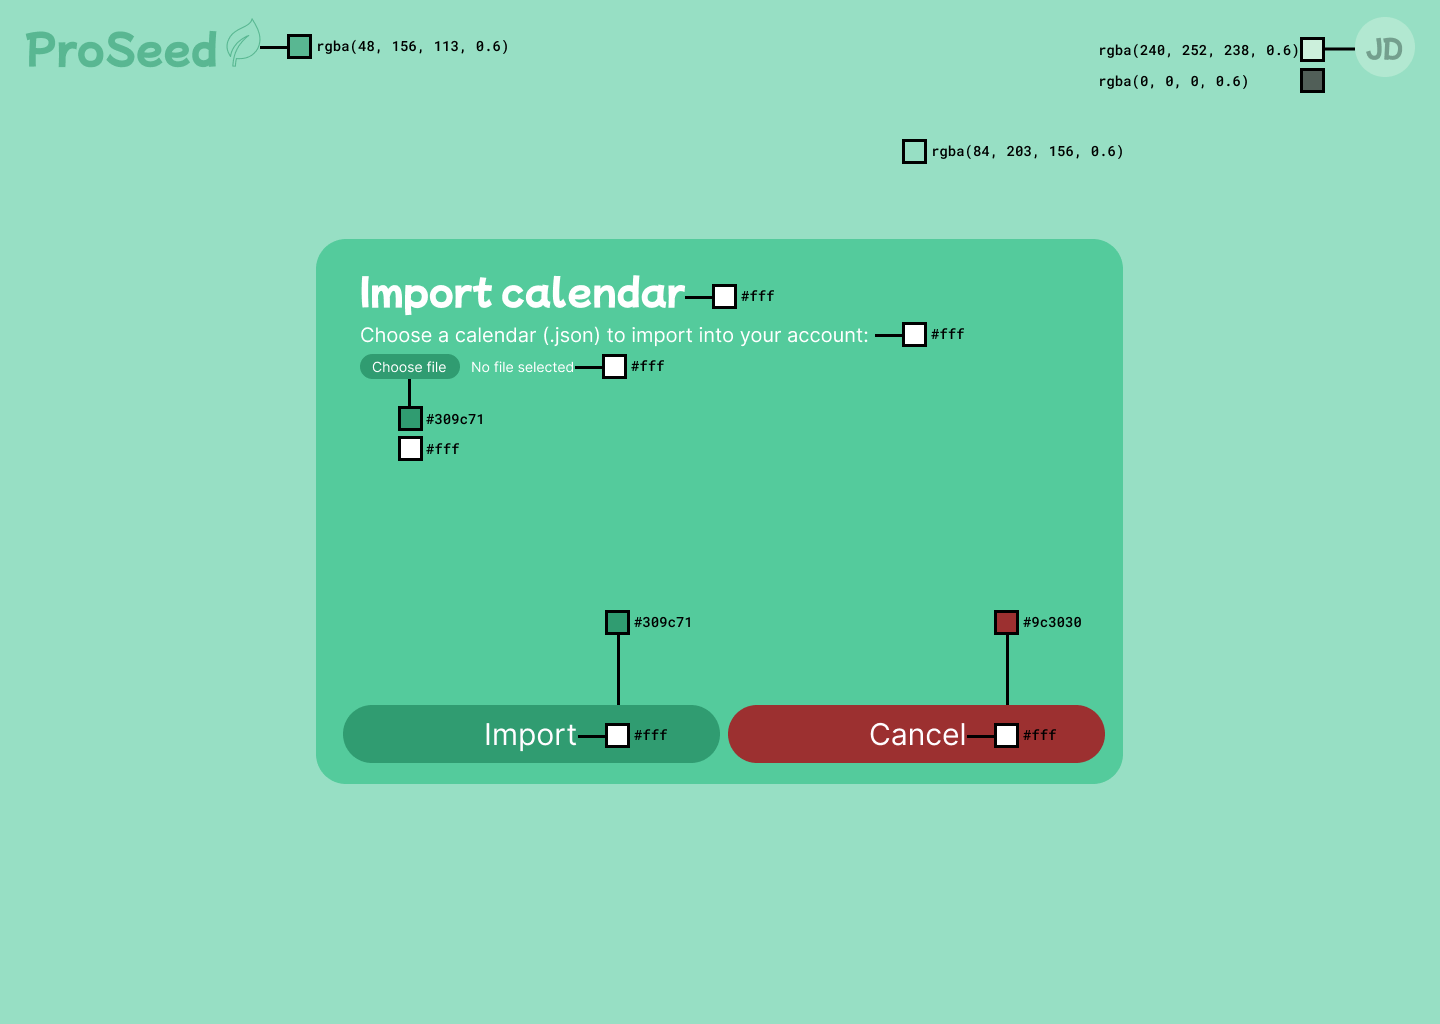 ProSeed
rgba(48, 156, 113, 0.6)
rgba(240, 252, 238, 0.6)
JD
rgba(0, 0, 0, 0.6)
rgba(84, 203, 156, 0.6)
Import calendar
#fff
Choose a calendar (.json) to import into your account:
#fff
Choose file
No file selected
#fff
#309c71
#fff
#309c71
#9c3030
Import
#fff
Cancel
#fff